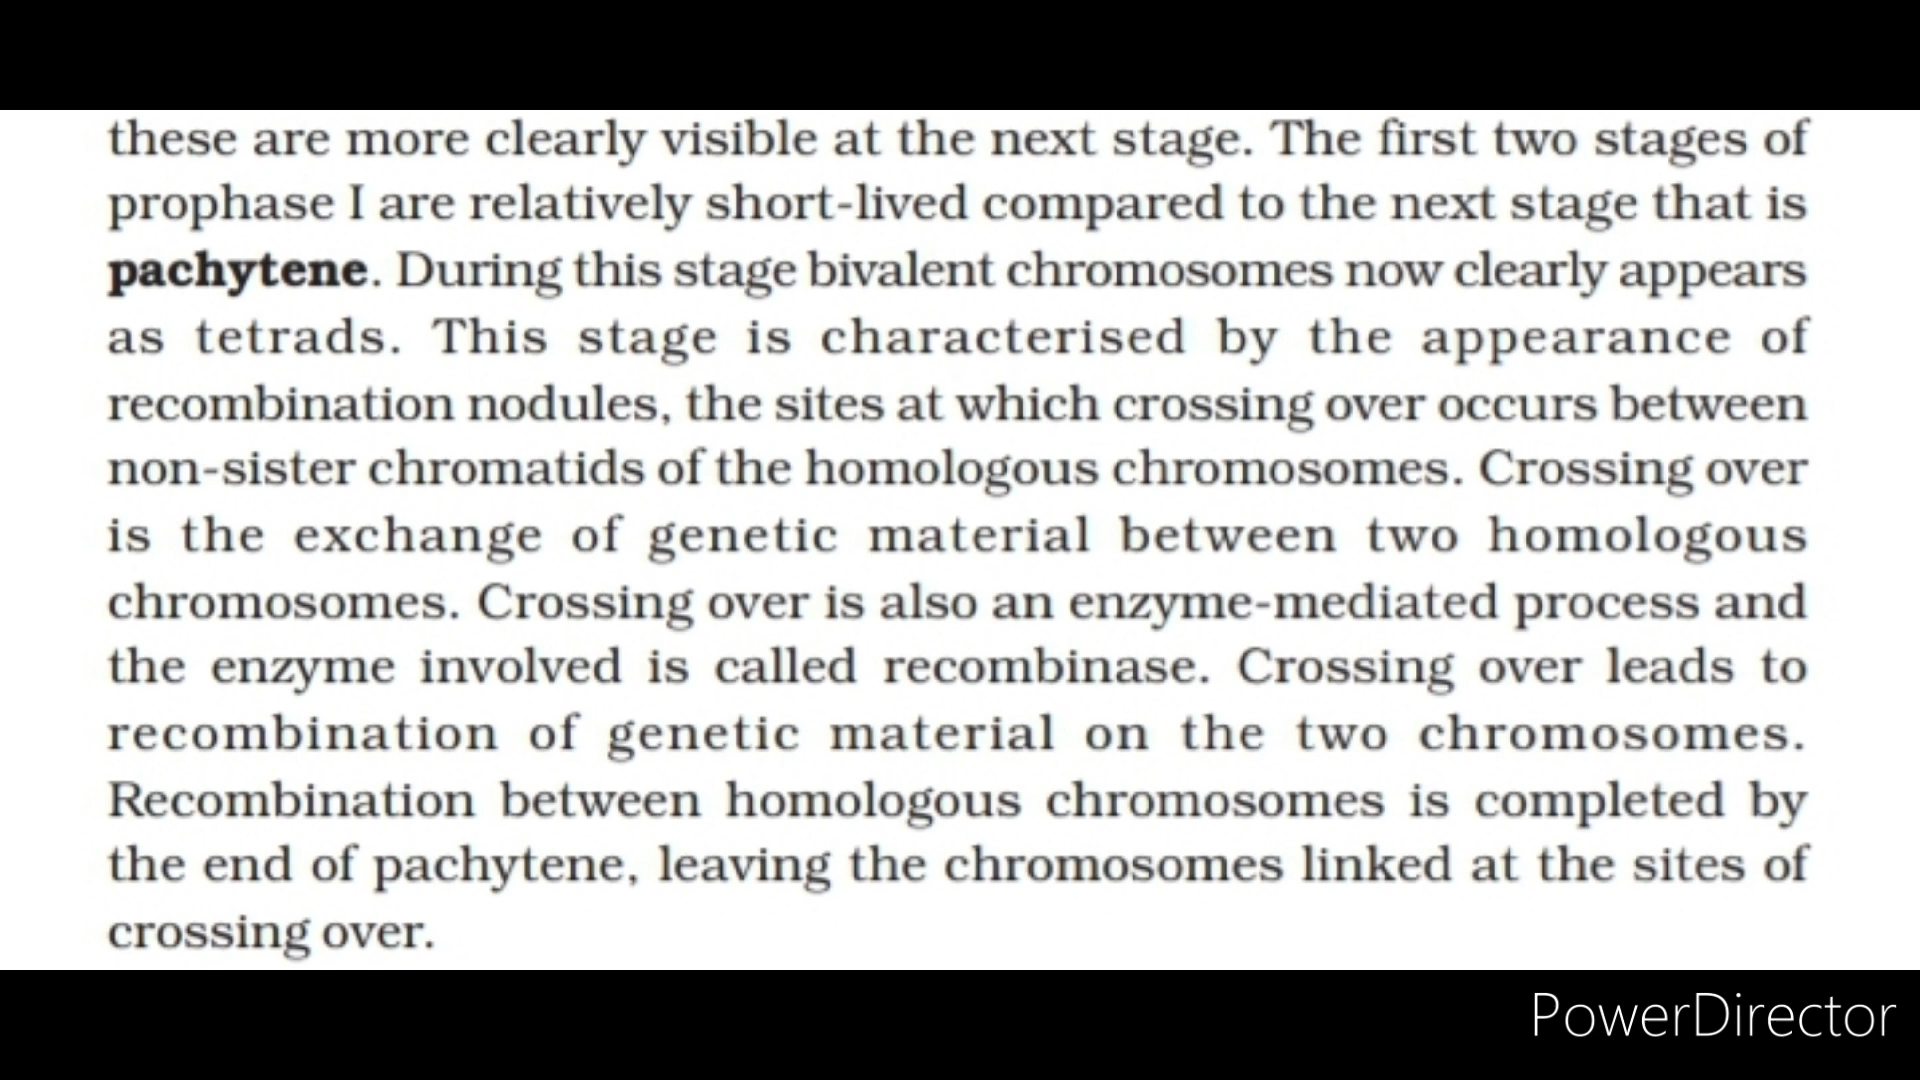 these are more clearly visible at the next stage. The first two stages of
prophase I are relatively short-lived compared to the next stage that is
pachytene. During this stage bivalent chromosomes now clearly appears
as tetrads. This stage is characterised by the appearance of
recombination nodules, the sites at which crossing over occurs between
non-sister chromatids of the homologous chromosomes. Crossing over
is the exchange of genetic material between two homologous
chromosomes. Crossing over is also an enzyme-mediated process and
the enzyme involved is called recombinase. Crossing over leads to
recombination of genetic material on the two chromosomes.
Recombination between homologous chromosomes is completed by
the end of pachytene, leaving the chromosomes linked at the sites of
crossing over.
PowerDirector